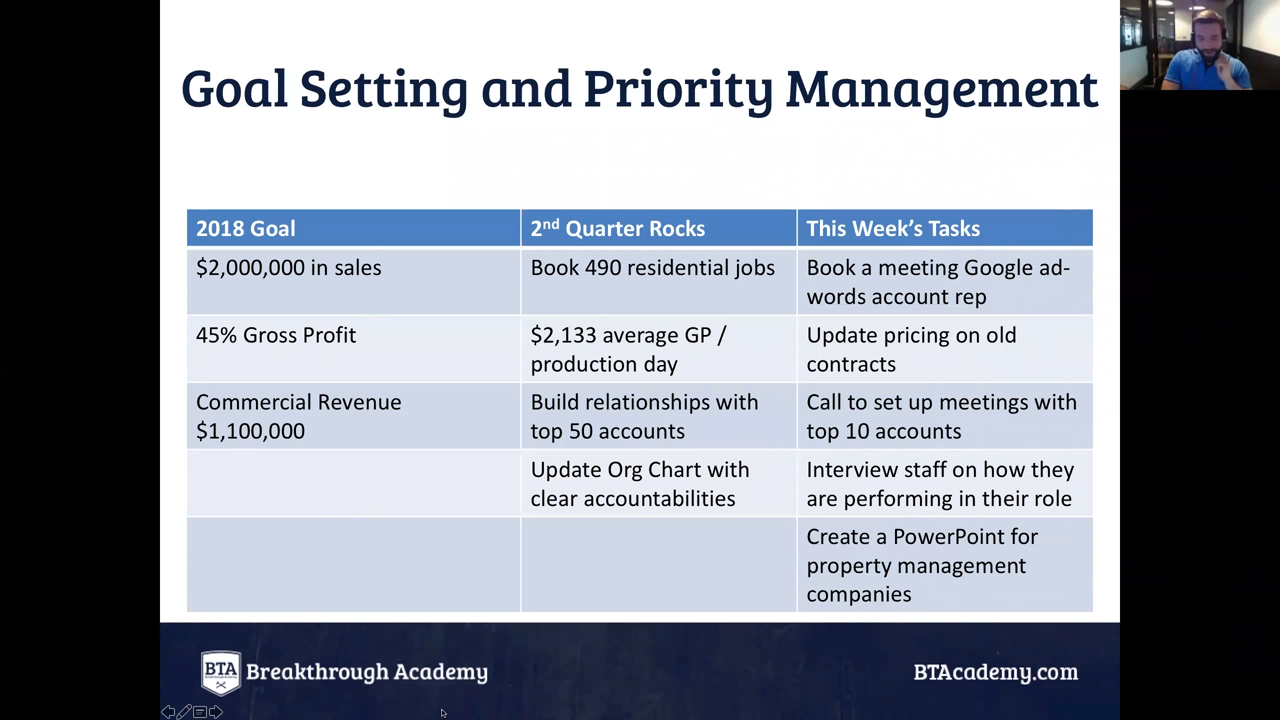 Goal Setting and Priority Management
2018 Goal
2nd Quarter Rocks
This Week's Tasks
$2,000,000 in sales
Book 490 residential jobs
Book a meeting Google ad-
words account rep
45% Gross Profit
$2,133 average GP /
production day
Update pricing on old
contracts
Commercial Revenue
$1,100,000
Build relationships with
top 50 accounts
Call to set up meetings with
top 10 accounts
Update Org Chart with
clear accountabilities
Interview staff on how they
are performing in their role
Create a PowerPoint for
property management
companies
BTA
Breakthrough Academy
BTAcademy.com